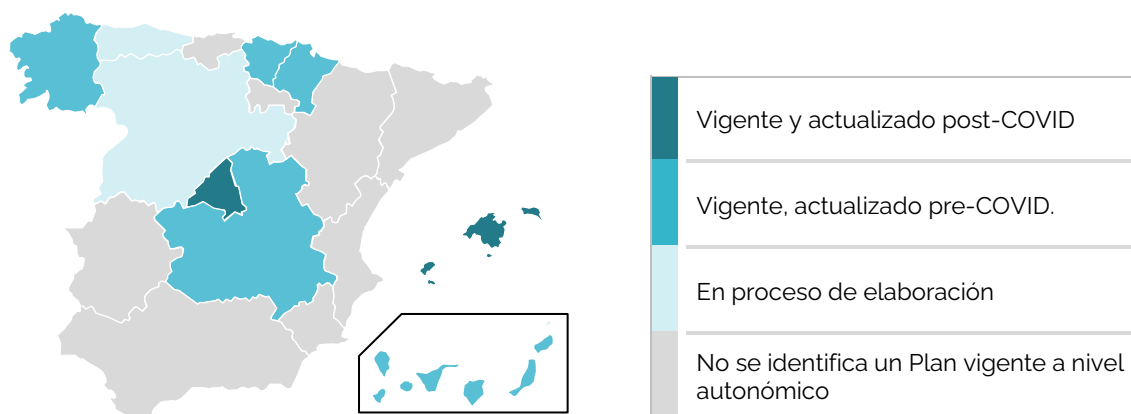 Vigente y actualizado post-COVID
Vigente, actualizado pre-COVID.
En proceso de elaboración
No se identifica un Plan vigente a nivel
autonómico